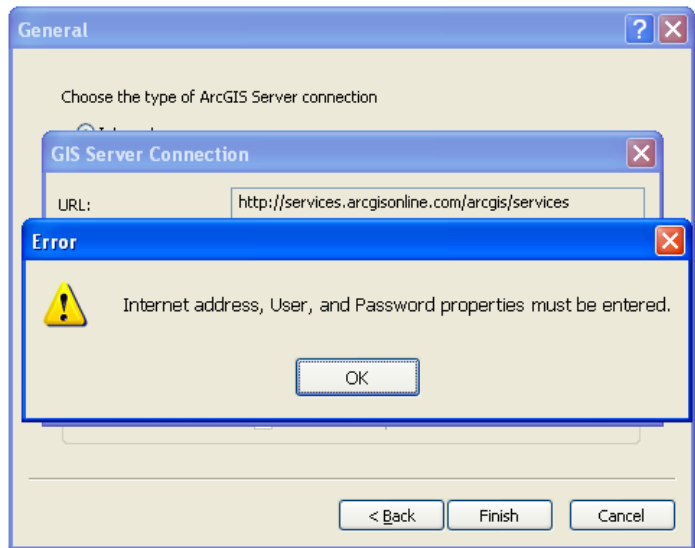 General
Choose the type of ArcGIS Server connection
GIS Server Connection
URL:
http://services.arcgisonline.com/arcgis/services
Error
Internet address, User, and Password properties must be entered.
OK
< Back
Finish
Cancel